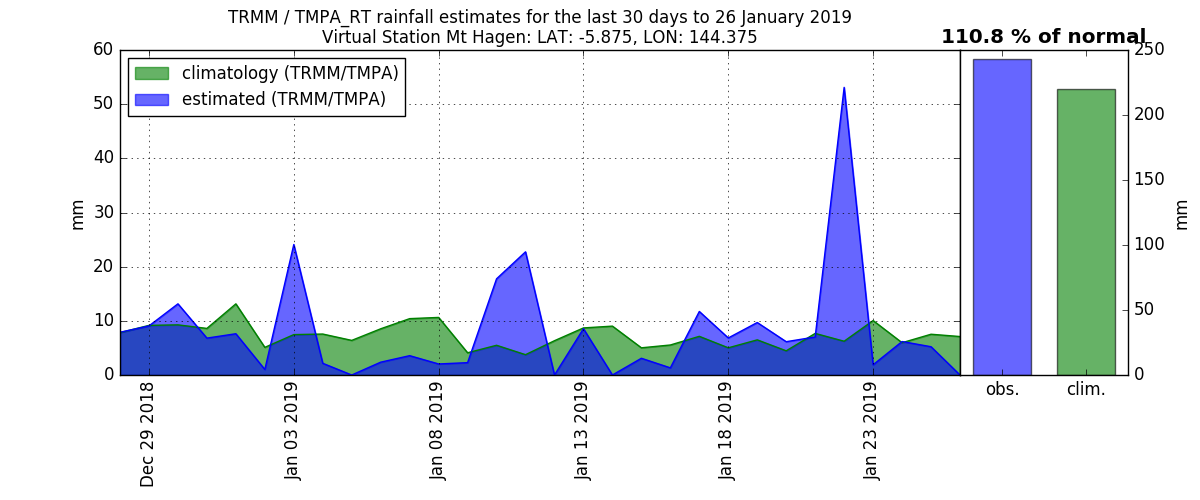 TRMM / TMPA_RT rainfall estimates for the last 30 days to 26 January 2019
Virtual Station Mt Hagen: LAT: -5.875, LON: 144.375
110.8 % of normal
climatology (TRMM/TMPA)
estimated (TRMM/TMPA)
60
50
40
30
20
10
0
mm
250
200
150
100
50
0
mm
Dec 29 2018
Jan 03 2019
Jan 08 2019
Jan 13 2019
Jan 18 2019
Jan 23 2019
obs.
clim.